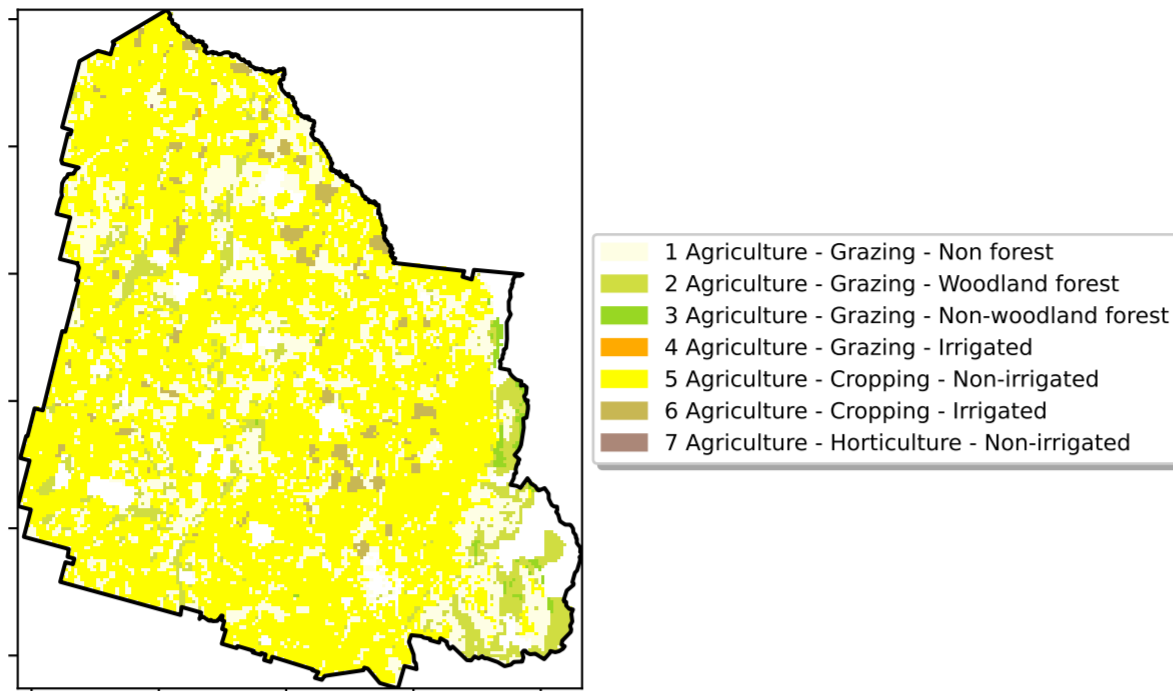 1 Agriculture - Grazing - Non forest
2 Agriculture - Grazing - Woodland forest
3 Agriculture - Grazing - Non-woodland forest
4 Agriculture - Grazing - Irrigated
5 Agriculture - Cropping - Non-irrigated
6 Agriculture - Cropping - Irrigated
7 Agriculture - Horticulture - Non-irrigated